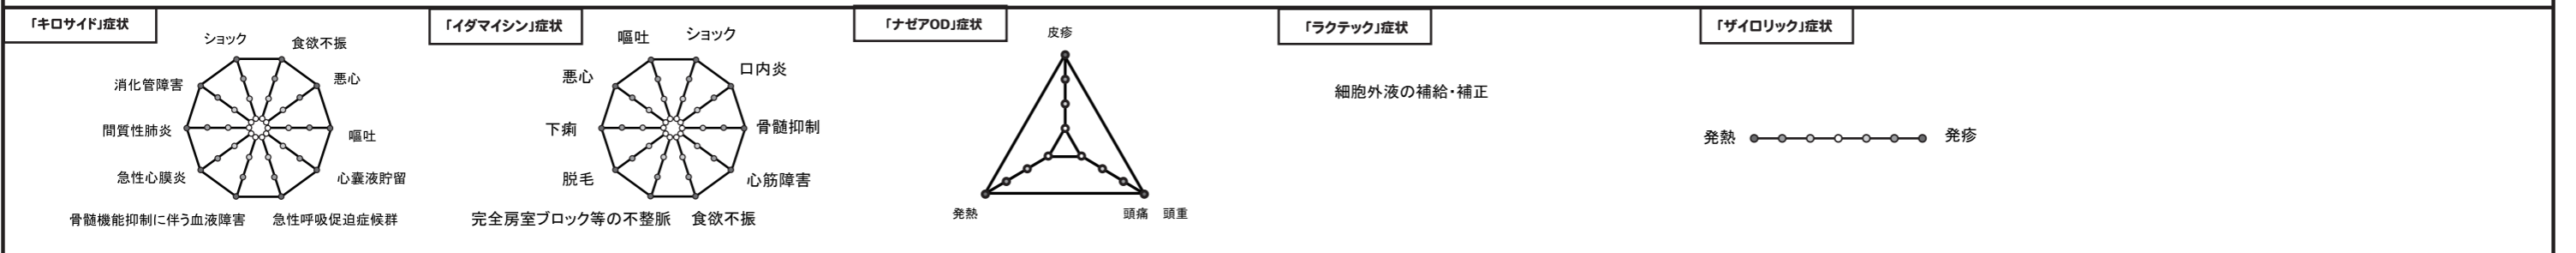 「キロサイド」症状
ショック
食欲不振
消化管障害
悪心
間質性肺炎
嘔吐
急性心膜炎
心嚢液貯留
骨髄機能抑制に伴う血液障害
急性呼吸促迫症候群
「イダマイシン」症状
嘔吐
ショック
悪心
口内炎
下痢
骨髄抑制
脱毛
心筋障害
完全房室ブロック等の不整脈
食欲不振
「ナゼアOD」症状
皮疹
発熱
頭痛　頭重
「ラクテック」症状
細胞外液の補給・補正
「ザイロリック」症状
発熱
発疹